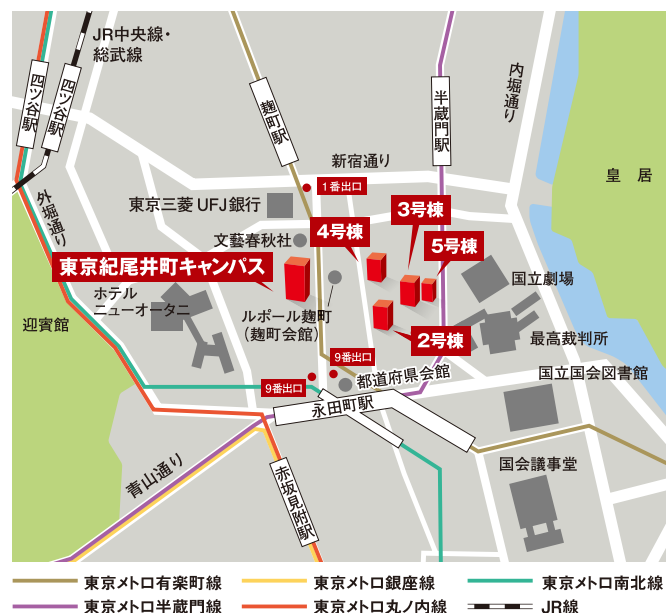 JR中央線・
総武線
四ツ谷駅
四ツ谷駅
麹町駅
半蔵門駅
内堀通り
新宿通り
皇居
1番出口
外堀通り
東京三菱UFJ銀行
3号棟
4号棟
5号棟
文藝春秋社
東京紀尾井町キャンパス
国立劇場
ホテル
ニューオータニ
ルポール麹町
(麹町会館)
迎賓館
2号棟
最高裁判所
9番出口
都道府県会館
国立国会図書館
9番出口
永田町駅
青山通り
赤坂見附駅
国会議事堂
東京メトロ有楽町線
東京メトロ銀座線
東京メトロ南北線
東京メトロ半蔵門線
東京メトロ丸ノ内線
JR線